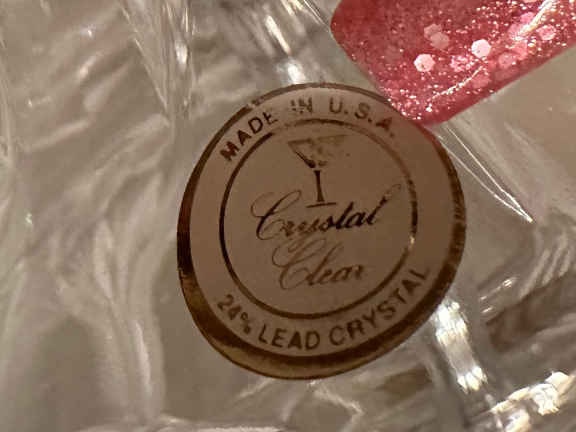 MADE IN U.S.A.
Crystal
Clear
24% LEAD CRYSTAL